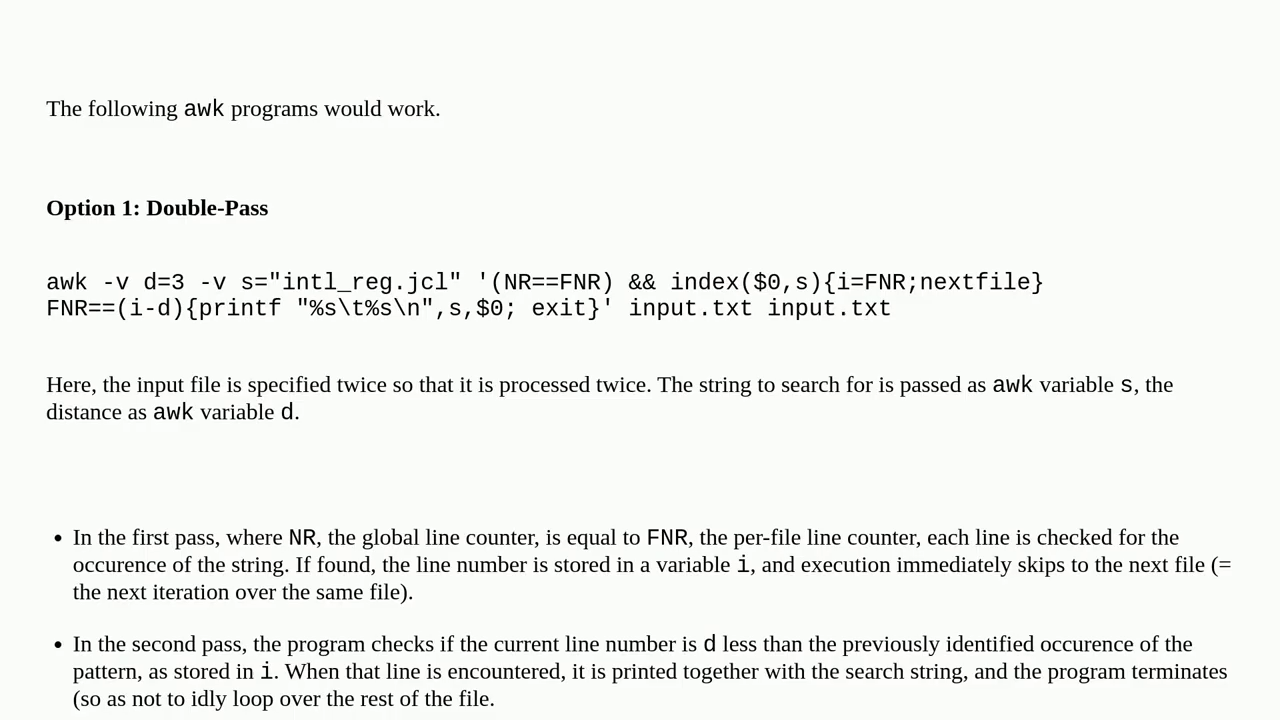 The following awk programs would work.
Option 1: Double-Pass
awk -v d=3 -v s="intl_reg.jcl" '(NR==FNR) && index($0,s){i=FNR;nextfile}
FNR==(i-d){printf "%s\t%s\n",s,$0; exit}' input.txt input.txt
Here, the input file is specified twice so that it is processed twice. The string to search for is passed as awk variable s, the
distance as awk variable d.
• In the first pass, where NR, the global line counter, is equal to FNR, the per-file line counter, each line is checked for the
occurence of the string. If found, the line number is stored in a variable i, and execution immediately skips to the next file (=
the next iteration over the same file).
• In the second pass, the program checks if the current line number is d less than the previously identified occurence of the
pattern, as stored in i. When that line is encountered, it is printed together with the search string, and the program terminates
(so as not to idly loop over the rest of the file.